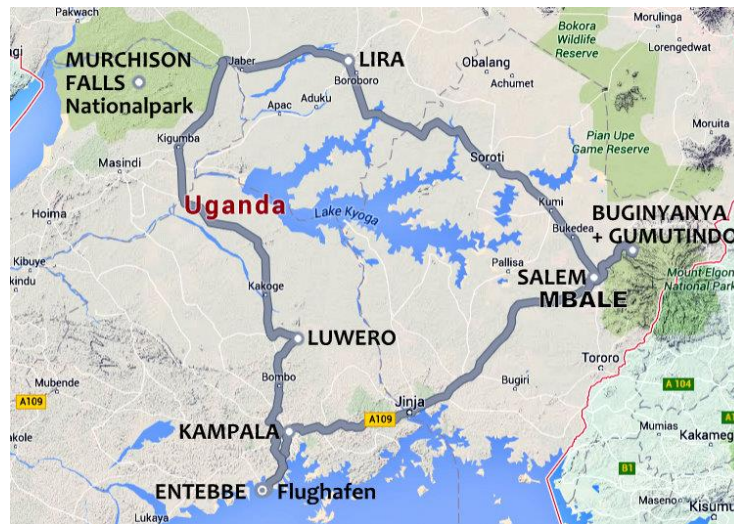 Pakwach
Morulinga
Bokora
Wildlife
Reserve
Lorengedwat
MURCHISON
FALLS
Nationalpark
Jaber
LIRA
Boroboro
Obalang
Achumet
Aduku
Apac
Moruita
Kigumba
Pian Upe
Game Reserve
Masindi
Soroti
Uganda
Lake Kyoga
Kumi
Hoima
Bukedea
BUGINYANYA
+ GUMUTINDO
Kibuye
Pallisa
SALEM
MBALE
Mount Elgon
National Park
kindu
Kakoge
LUWERO
Tororo
Mubende
Bombo
Bugiri
A 104
A109
Jinja
A109
KAMPALA
Mumias
Kakameg
kole
B1
ENTEBBE
Flughafen
Maseno
Kisumu
Lukaya